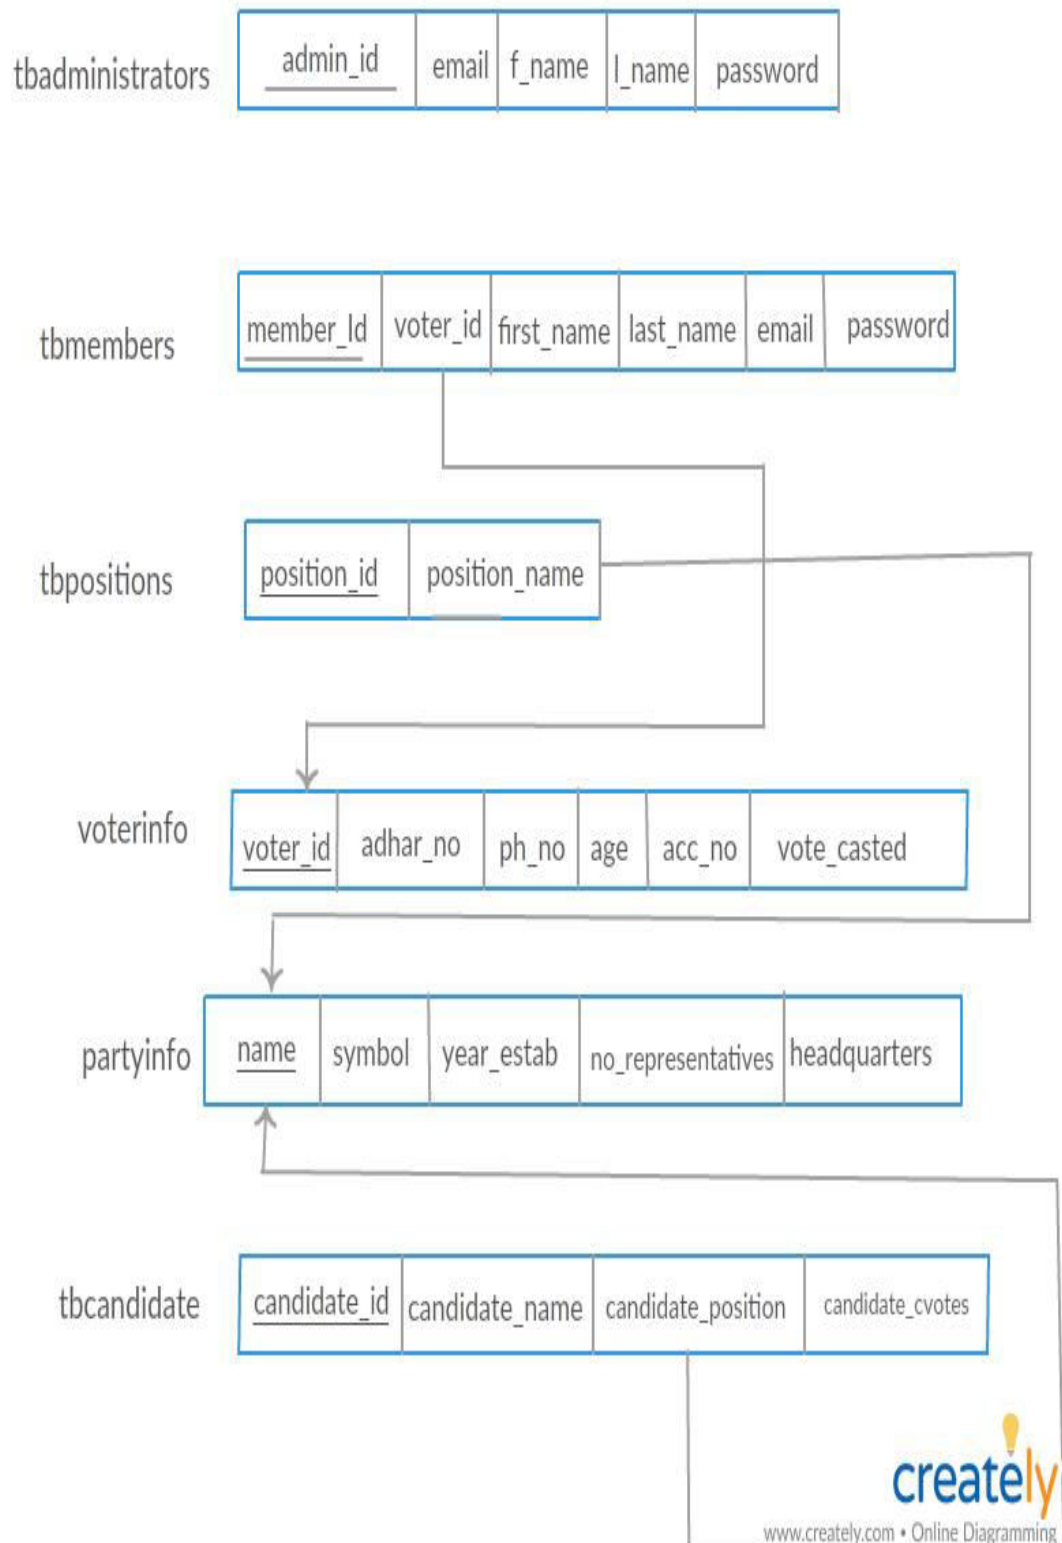 tbadministrators admin_id email f_name l_name password
tbmembers member_Id voter_id first_name last_name email password
tbpositions position_id position_name
voterinfo voter_id adhar_no ph_no age acc_no vote_casted
partyinfo name symbol year_estab no_representatives headquarters
tbcandidate candidate_id candidate_name candidate_position candidate_cvotes
creately
www.creately.com • Online Diagramming